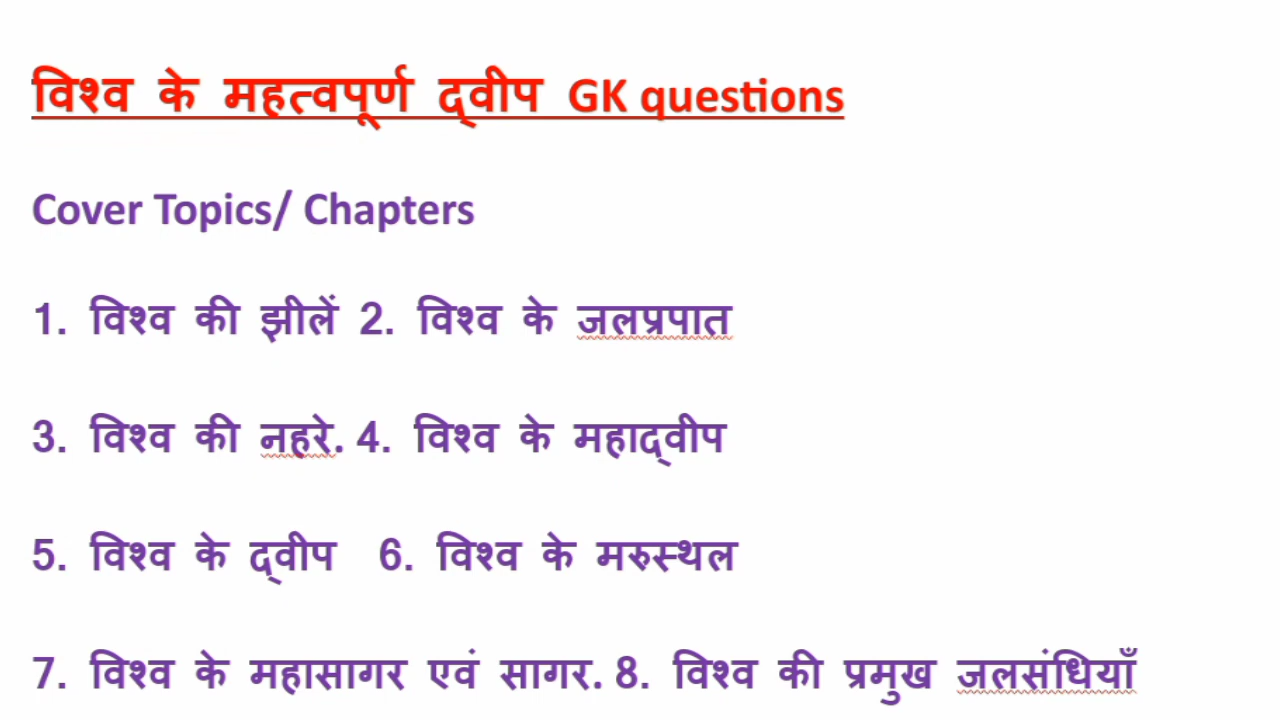 विश्व के महत्वपूर्ण द्वीप GK questions
Cover Topics/ Chapters
1. विश्व की झीलें 2. विश्व के जलप्रपात
3. विश्व की नहरे. 4. विश्व के महाद्वीप
5. विश्व के द्वीप 6. विश्व के मरुस्थल
7. विश्व के महासागर एवं सागर. 8. विश्व की प्रमुख जलसंधियाँ